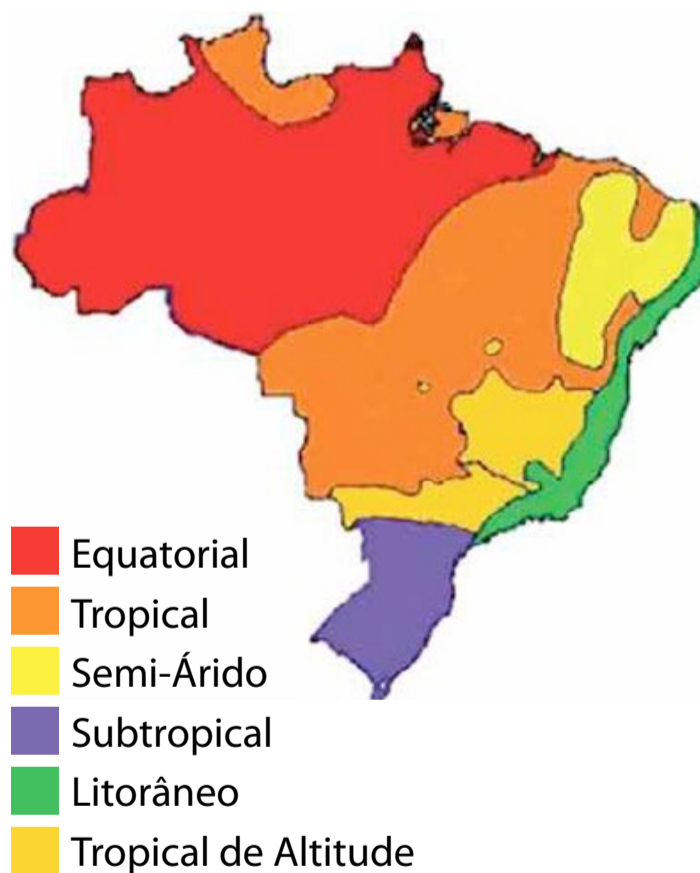 Equatorial
Tropical
Semi-Árido
Subtropical
Litorâneo
Tropical de Altitude